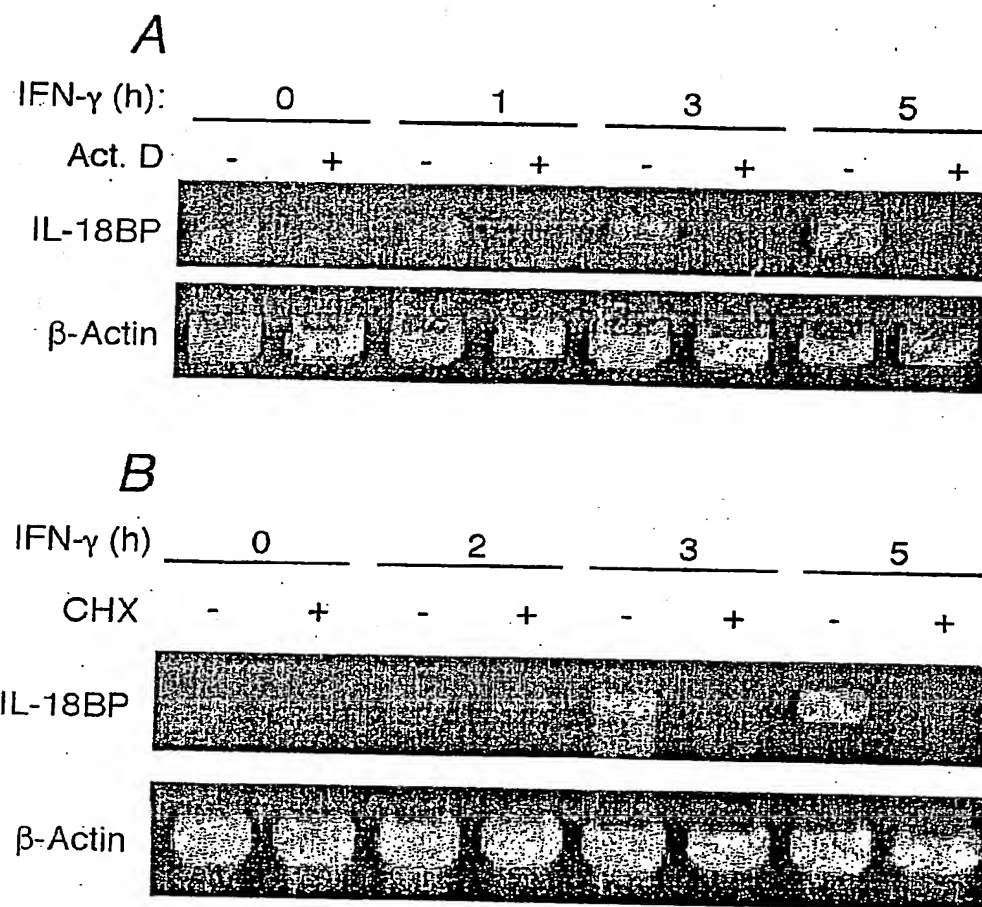 A
IFN-γ (h): 0 1 3 5
Act. D - + - + - + - +
IL-18BP
β-Actin
B
IFN-γ (h) 0 2 3 5
CHX - + - + - + - +
IL-18BP
β-Actin